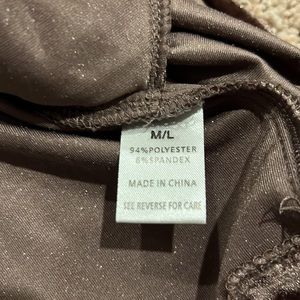 M/L
94%POLYESTER
6%SPANDEX
MADE IN CHINA
SEE REVERSE FOR CARE